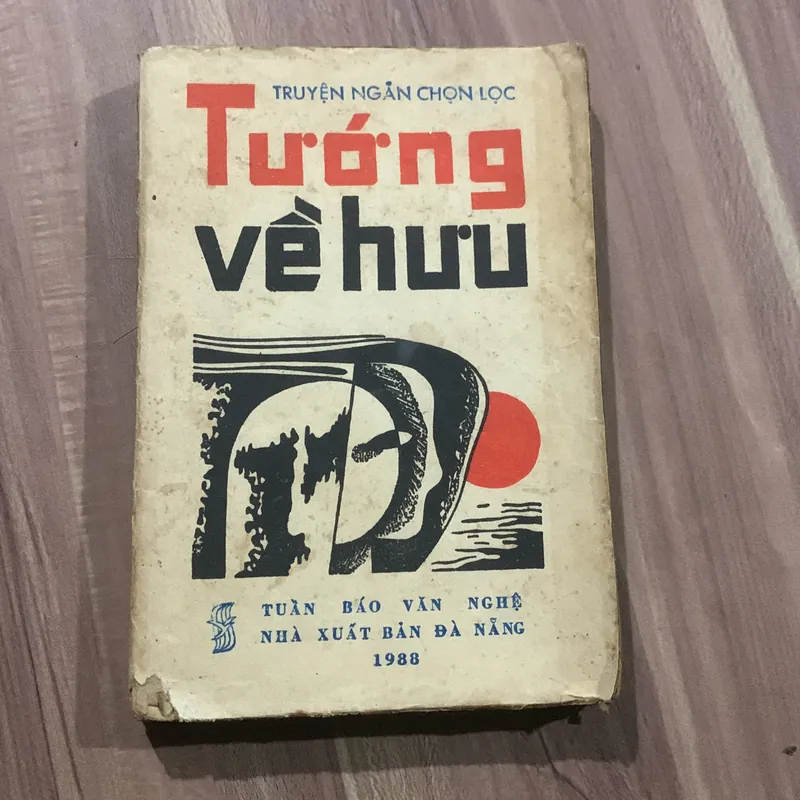 TRUYỆN NGẮN CHỌN LỌC
Tướng
về hưu
TUẦN BÁO VĂN NGHỆ
NHÀ XUẤT BẢN ĐÀ NẴNG
1988